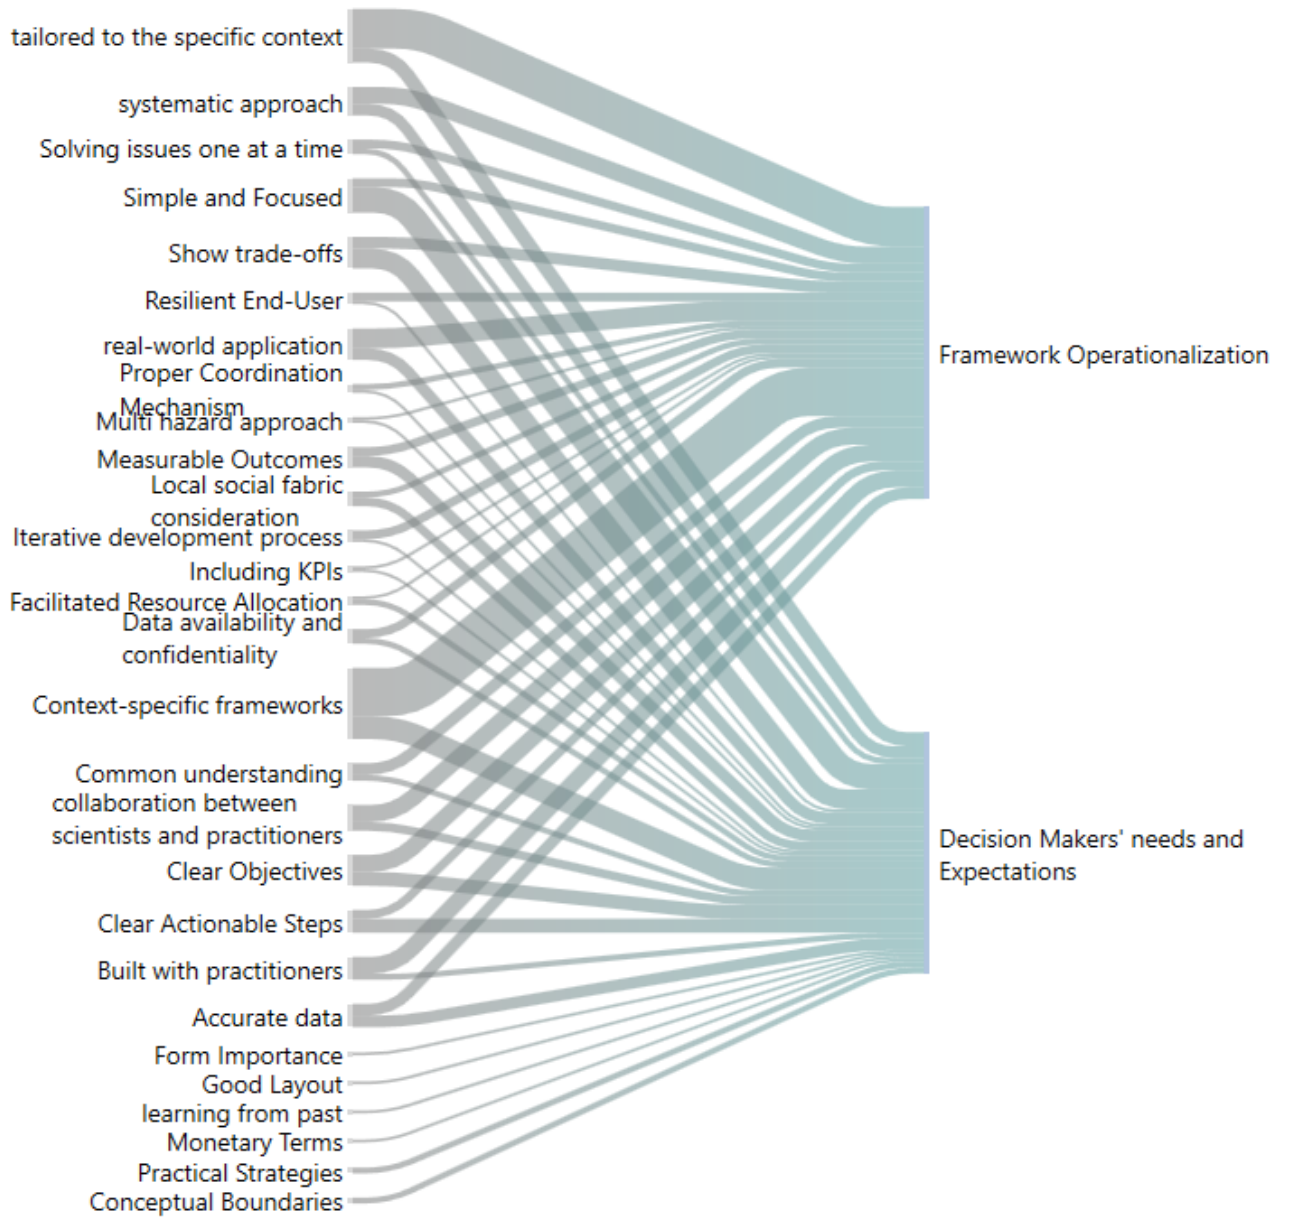 tailored to the specific context
systematic approach
Solving issues one at a time
Simple and Focused
Show trade-offs
Resilient End-User
real-world application
Proper Coordination
Mechanism
Multi hazard approach
Measurable Outcomes
Local social fabric
consideration
Iterative development process
Including KPIs
Facilitated Resource Allocation
Data availability and
confidentiality
Context-specific frameworks
Common understanding
collaboration between
scientists and practitioners
Clear Objectives
Clear Actionable Steps
Built with practitioners
Accurate data
Form Importance
Good Layout
learning from past
Monetary Terms
Practical Strategies
Conceptual Boundaries
Framework Operationalization
Decision Makers' needs and
Expectations